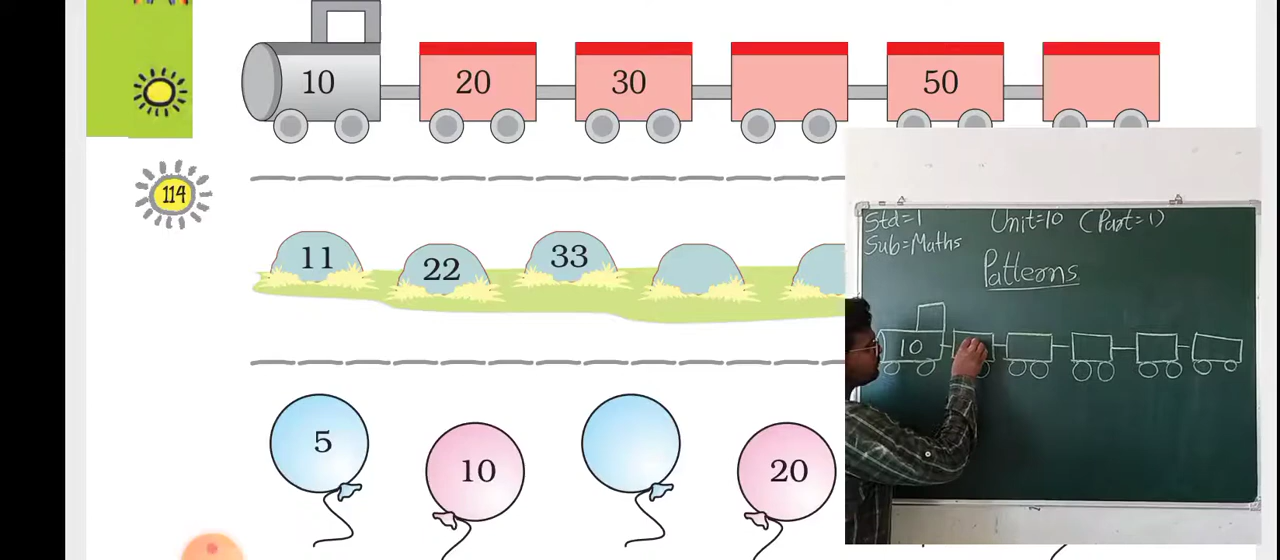 10 20 30 50
114
11 22 33
5 10 20
Std=1 Unit=10 (Part=1)
Sub=Maths
Patterns
10